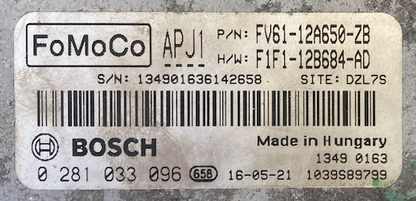 FoMoCo APJ1 P/N: FV61-12A650-ZB
H/W: F1F1-12B684-AD
S/N: 134901636142658 SITE: DZL7S
BOSCH Made in Hungary
1349 0163
0 281 033 096 658 16-05-21 1039S89799